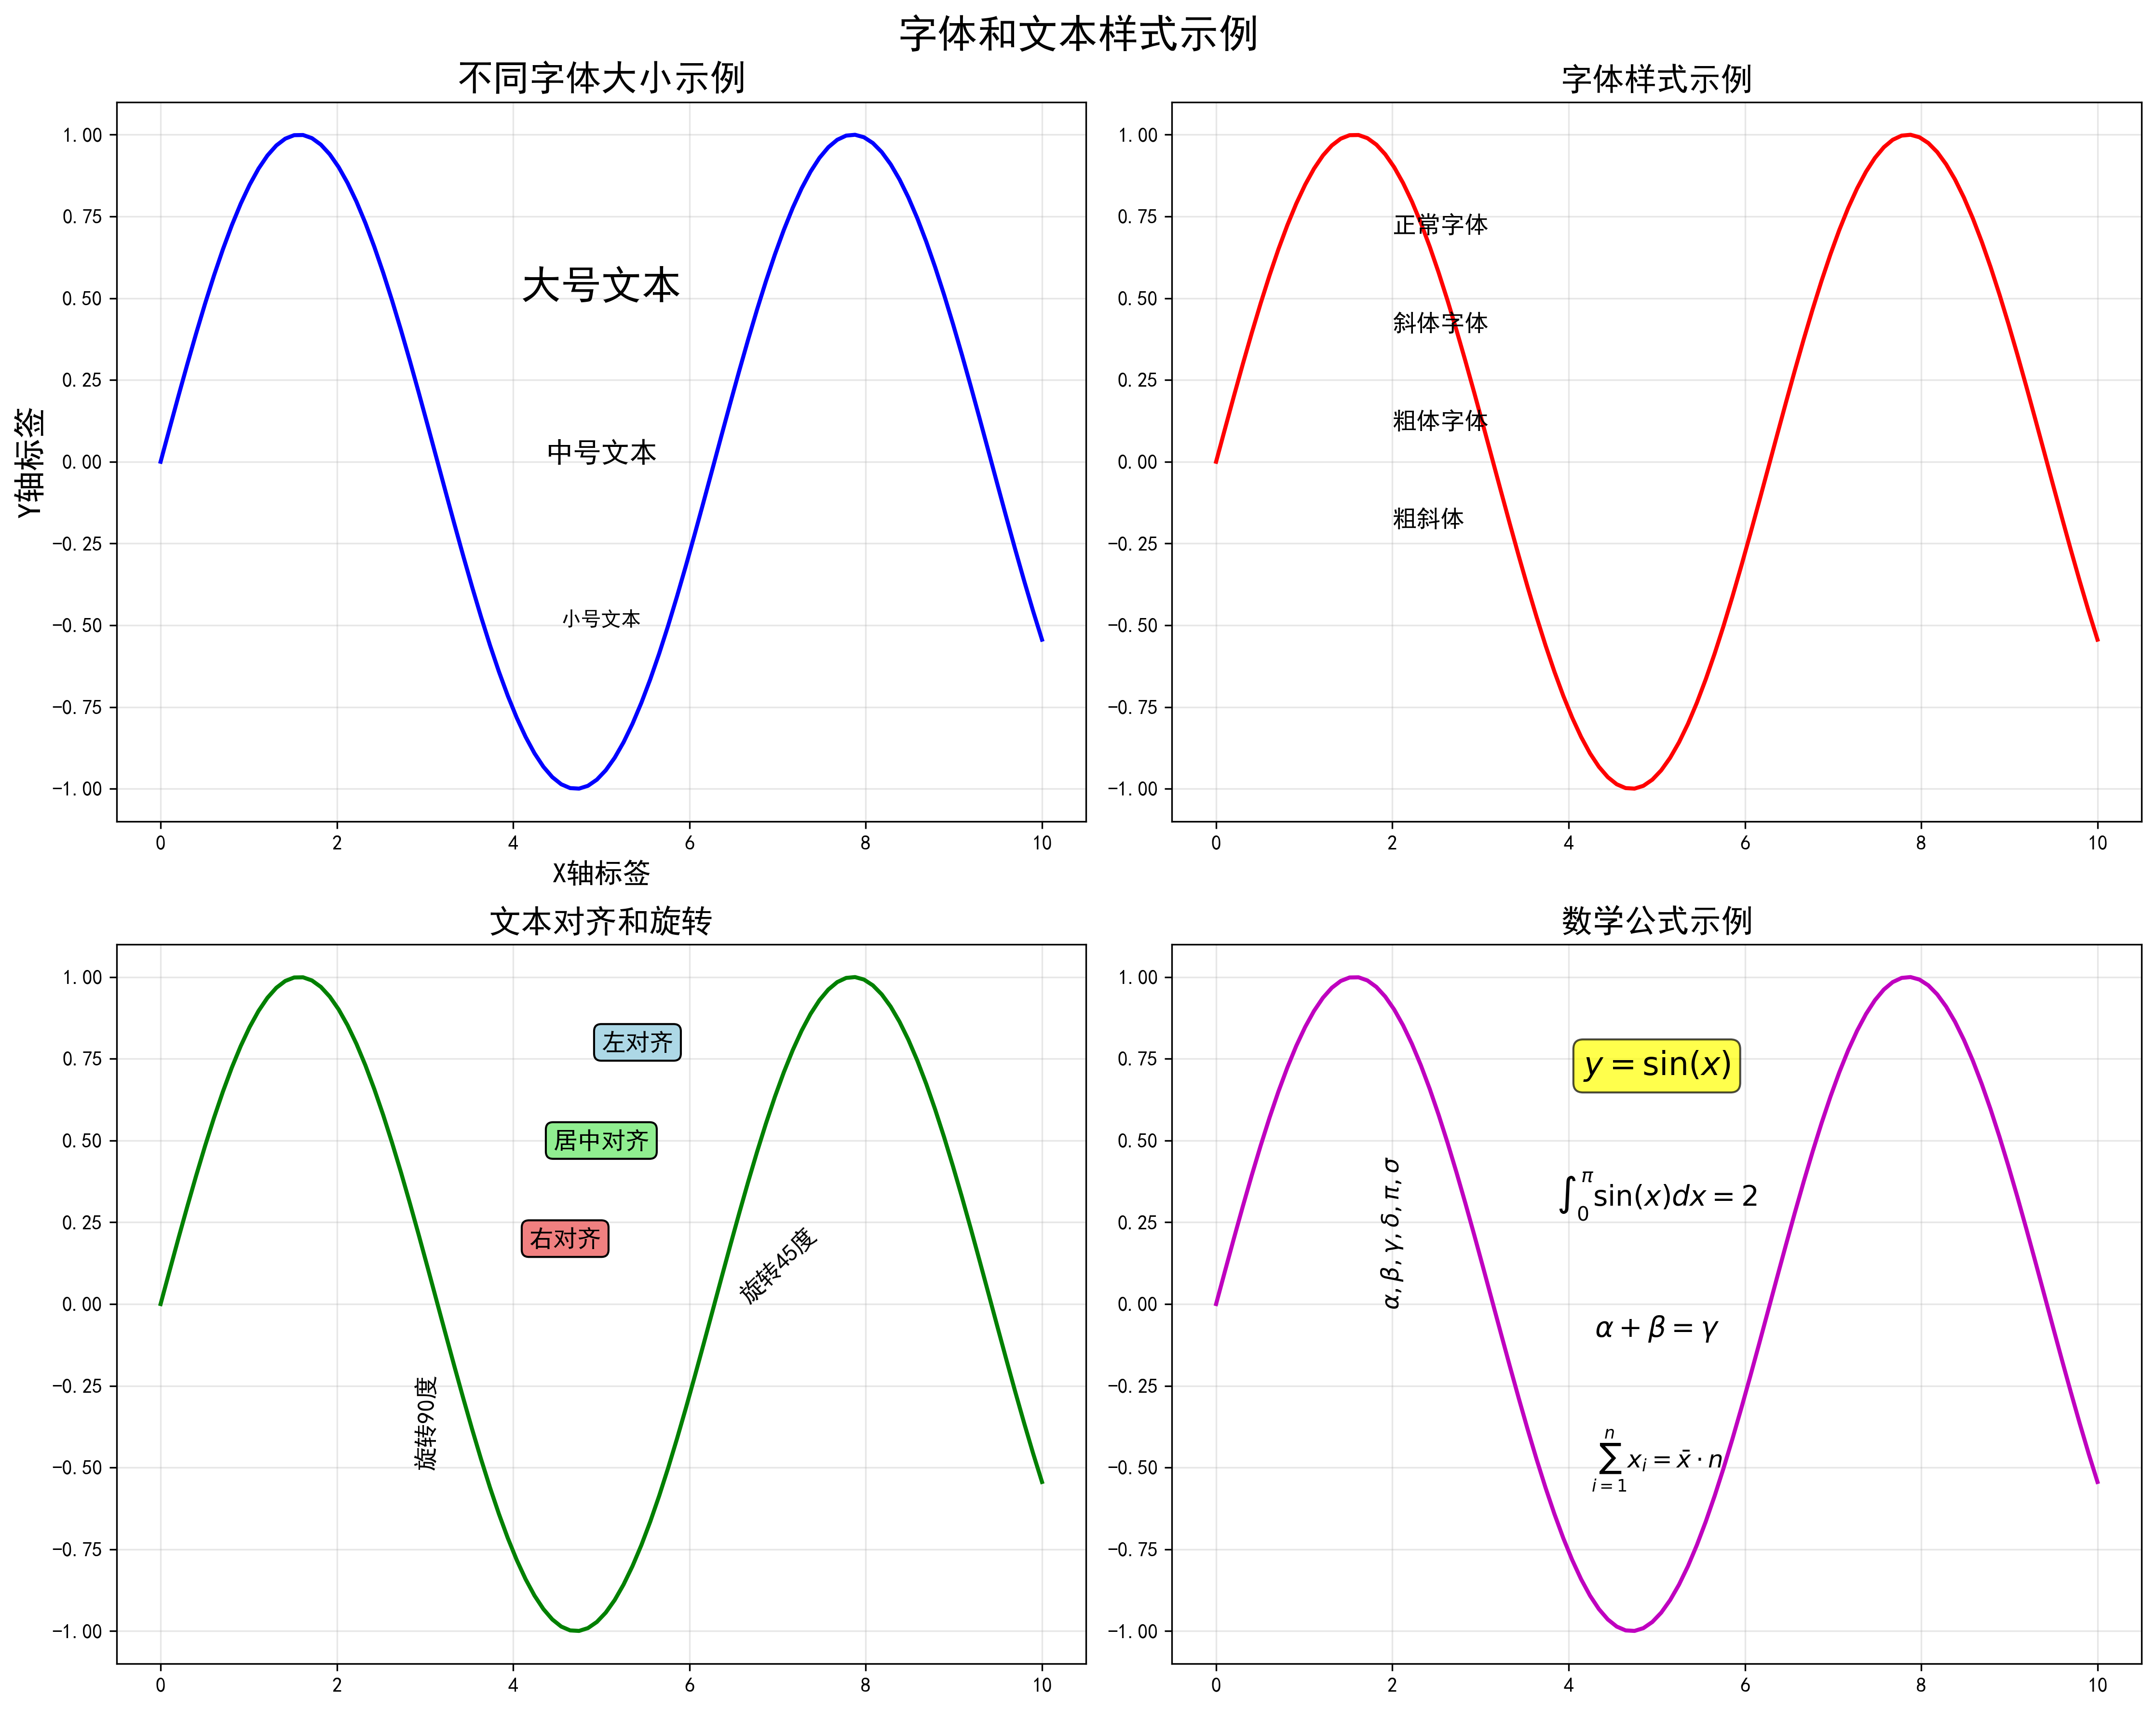 字体和文本样式示例
不同字体大小示例
1.00
0.75
0.50
0.25
0.00
−0.25
−0.50
−0.75
−1.00
Y轴标签
大号文本
中号文本
小号文本
0 2 4 6 8 10
X轴标签
字体样式示例
1.00
0.75
0.50
0.25
0.00
−0.25
−0.50
−0.75
−1.00
正常字体
斜体字体
粗体字体
粗斜体
0 2 4 6 8 10
文本对齐和旋转
1.00
0.75
0.50
0.25
0.00
−0.25
−0.50
−0.75
−1.00
左对齐
居中对齐
右对齐
旋转45度
旋转90度
0 2 4 6 8 10
数学公式示例
1.00
0.75
0.50
0.25
0.00
−0.25
−0.50
−0.75
−1.00
y = sin(x)
∫₀^π sin(x)dx = 2
α, β, γ, δ, π, σ
α + β = γ
∑_{i=1}^{n} x_i = x̄ · n
0 2 4 6 8 10